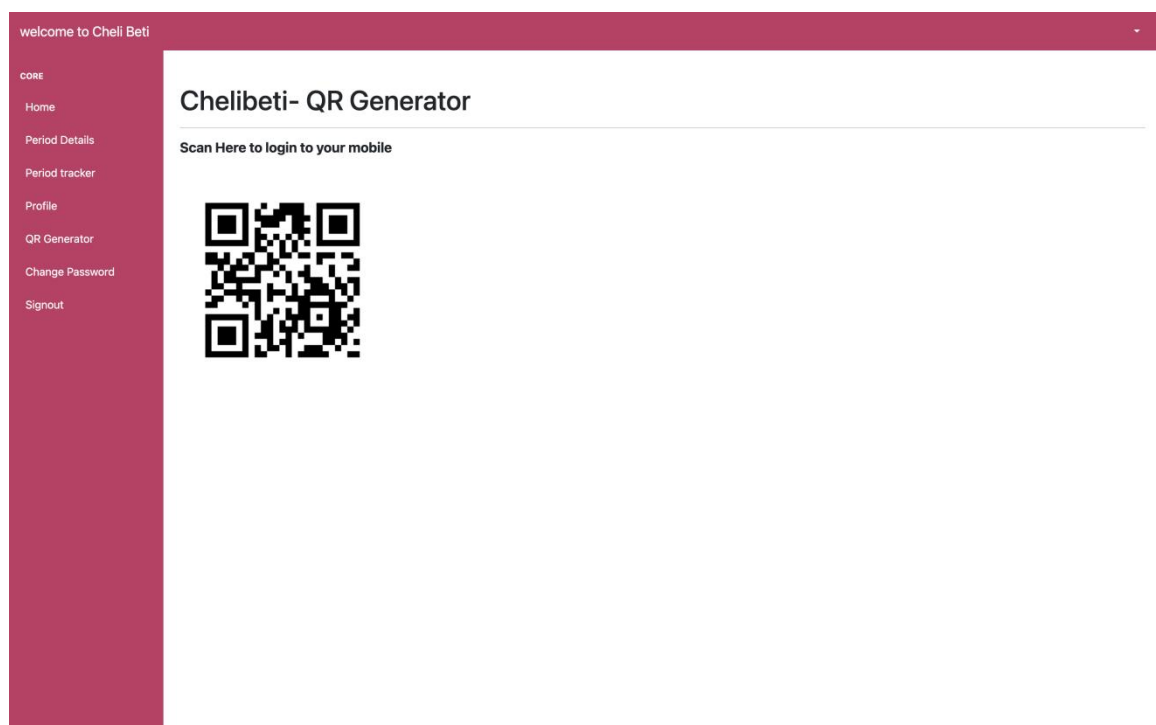 welcome to Cheli Beti
CORE
Home
Period Details
Period tracker
Profile
QR Generator
Change Password
Signout
Chelibeti- QR Generator
Scan Here to login to your mobile